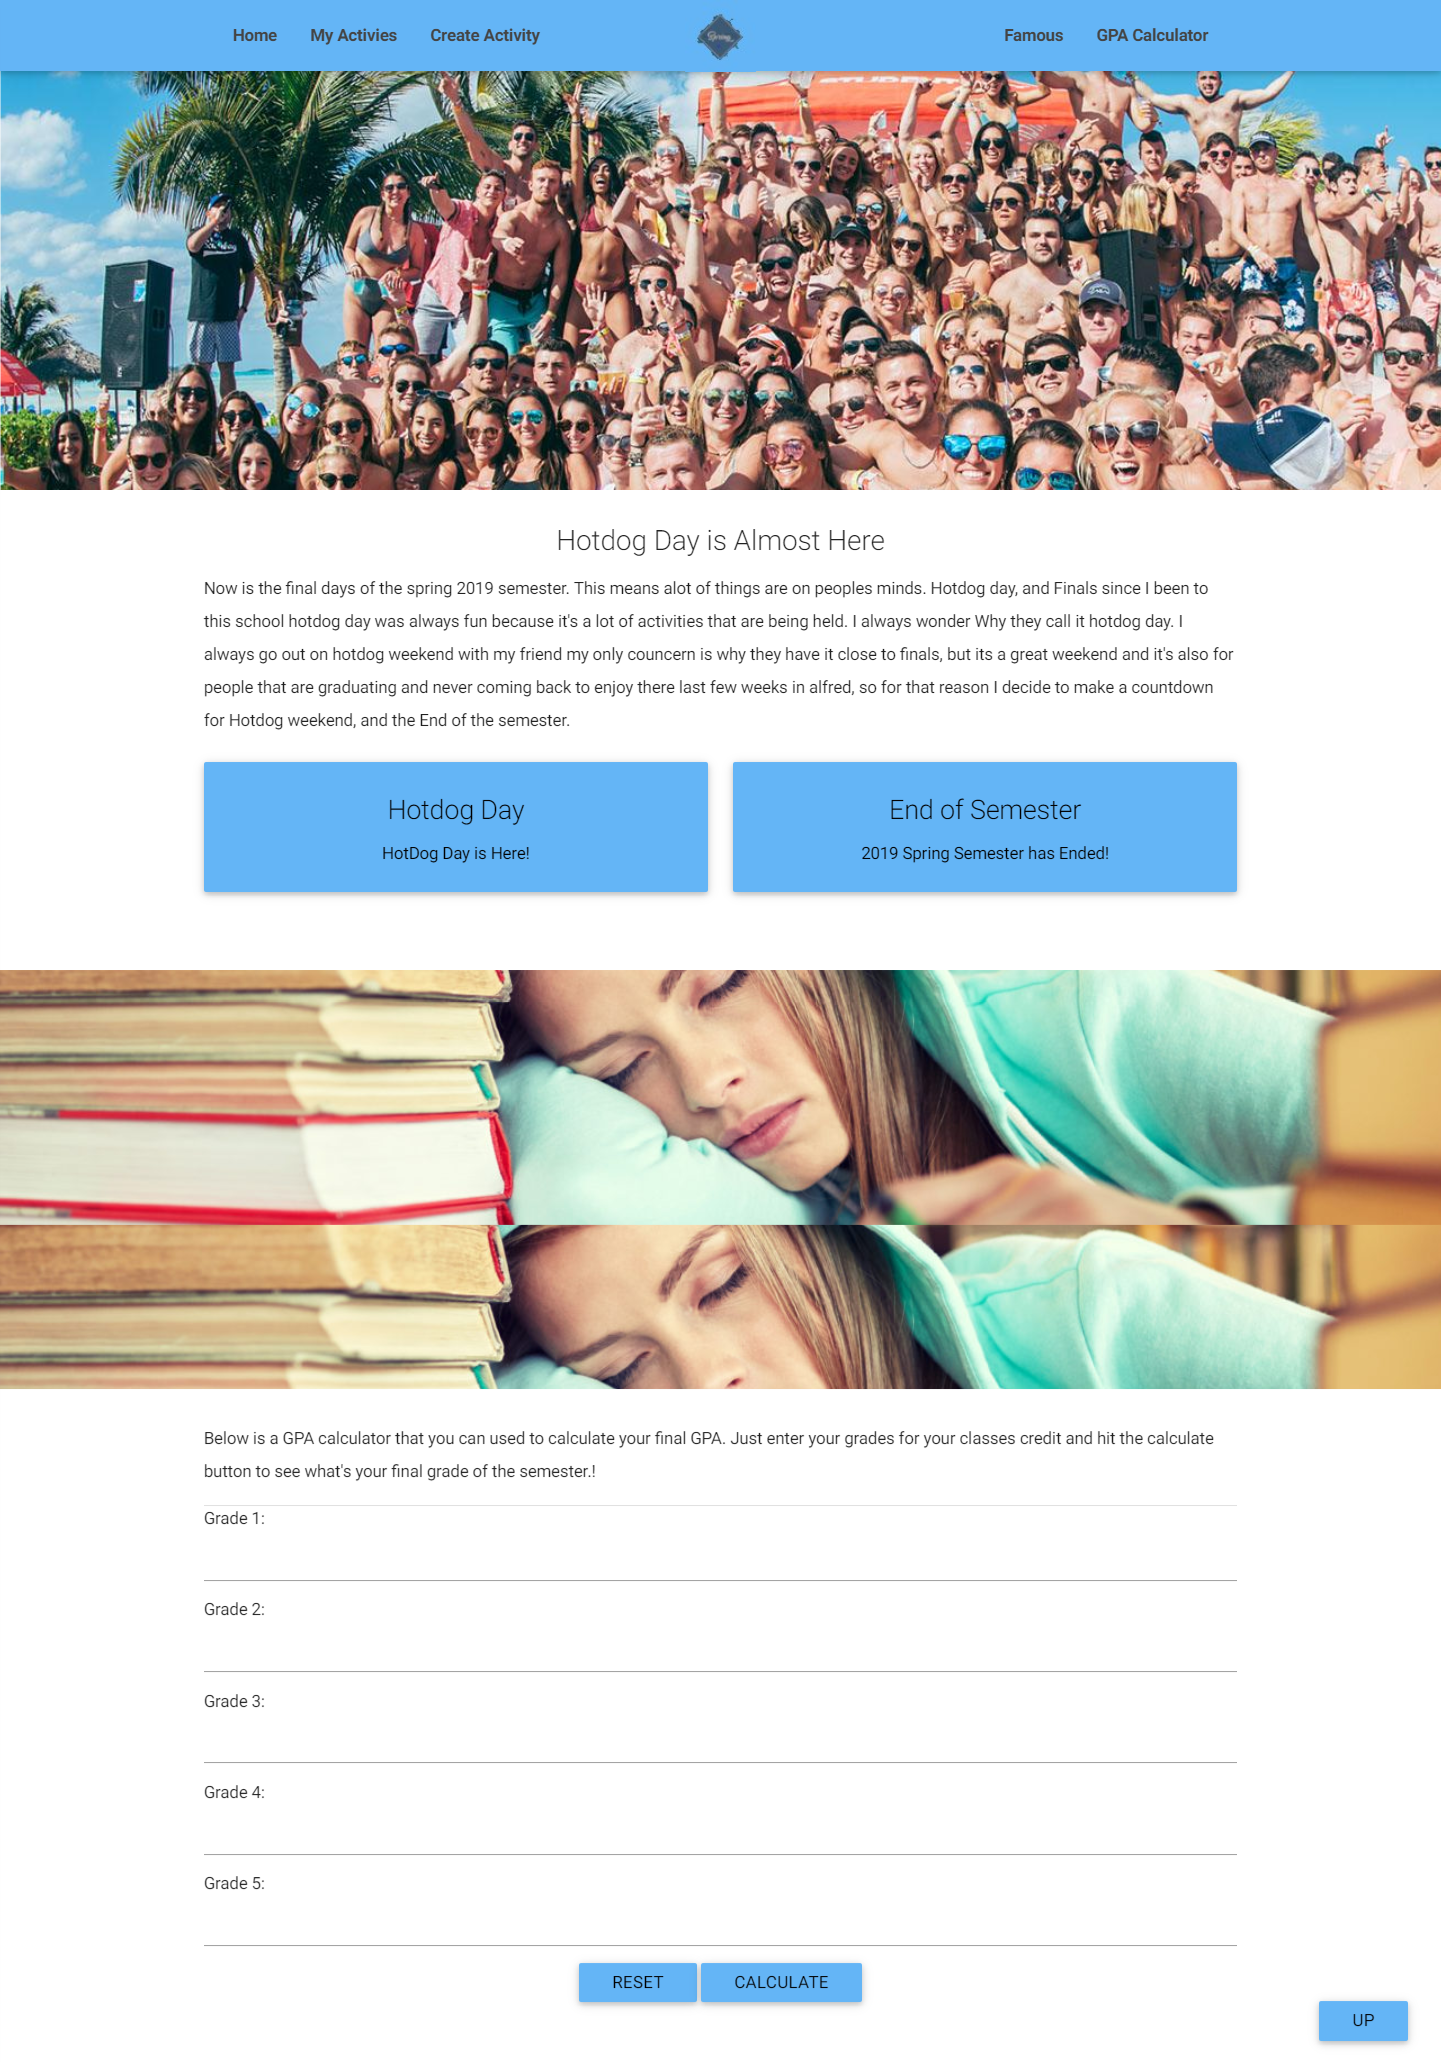 Home My Activies Create Activity Spring Famous GPA Calculator
Hotdog Day is Almost Here
Now is the final days of the spring 2019 semester. This means alot of things are on peoples minds. Hotdog day, and Finals since I been to
this school hotdog day was always fun because it's a lot of activities that are being held. I always wonder Why they call it hotdog day. I
always go out on hotdog weekend with my friend my only councern is why they have it close to finals, but its a great weekend and it's also for
people that are graduating and never coming back to enjoy there last few weeks in alfred, so for that reason I decide to make a countdown
for Hotdog weekend, and the End of the semester.
Hotdog Day
HotDog Day is Here!
End of Semester
2019 Spring Semester has Ended!
Below is a GPA calculator that you can used to calculate your final GPA. Just enter your grades for your classes credit and hit the calculate
button to see what's your final grade of the semester.!
Grade 1:
Grade 2:
Grade 3:
Grade 4:
Grade 5:
RESET CALCULATE
UP